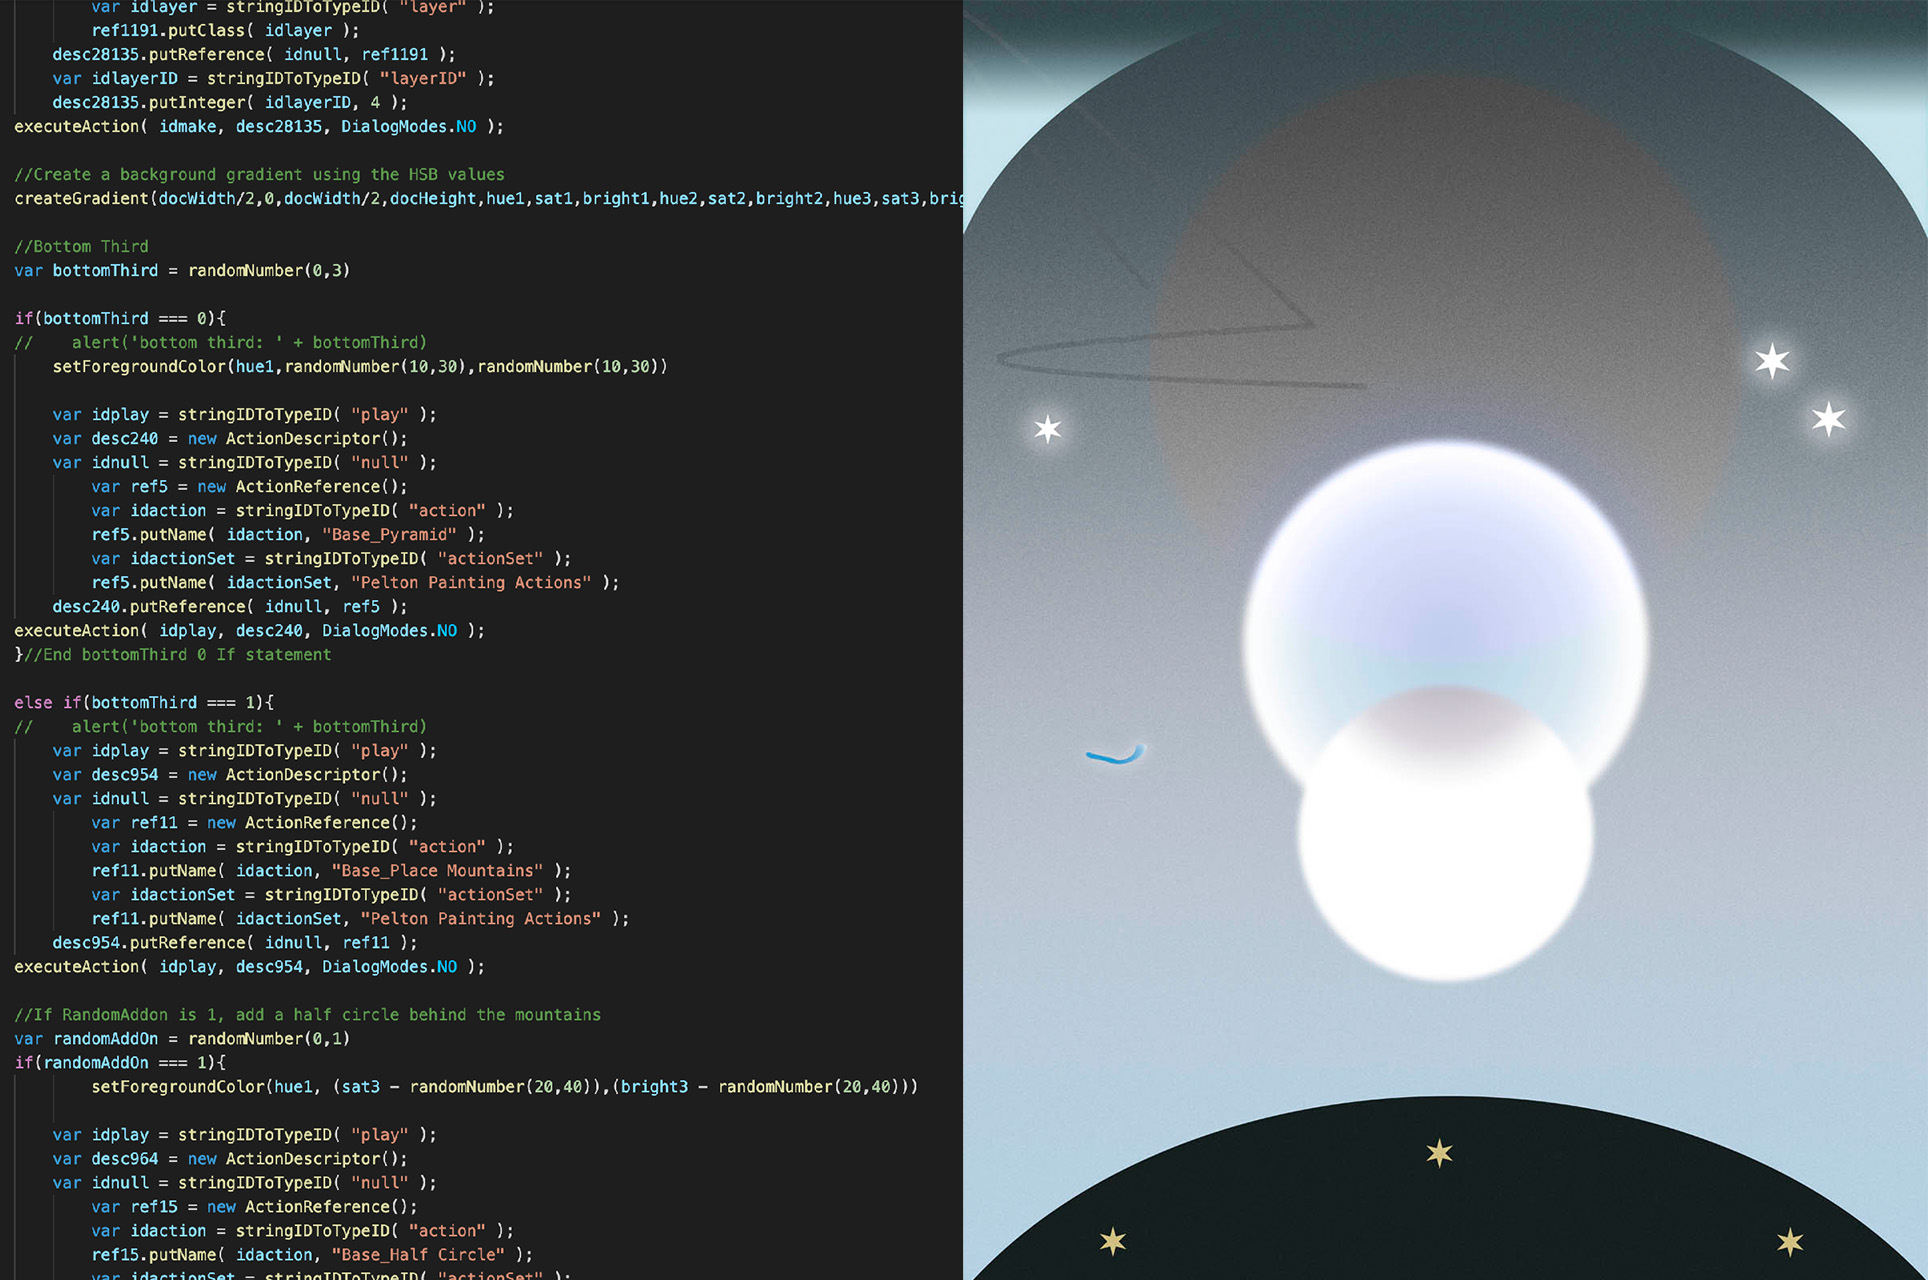 var idlayer = stringIDToTypeID( "layer" );
ref1191.putClass( idlayer );
desc28135.putReference( idnull, ref1191 );
var idlayerID = stringIDToTypeID( "layerID" );
desc28135.putInteger( idlayerID, 4 );
executeAction( idmake, desc28135, DialogModes.NO );
//Create a background gradient using the HSB values
createGradient(docWidth/2,0,docWidth/2,docHeight,hue1,sat1,bright1,hue2,sat2,bright2,hue3,sat3,brig
//Bottom Third
var bottomThird = randomNumber(0,3)
if(bottomThird === 0){
//    alert('bottom third: ' + bottomThird)
setForegroundColor(hue1,randomNumber(10,30),randomNumber(10,30))
var idplay = stringIDToTypeID( "play" );
var desc240 = new ActionDescriptor();
var idnull = stringIDToTypeID( "null" );
var ref5 = new ActionReference();
var idaction = stringIDToTypeID( "action" );
ref5.putName( idaction, "Base_Pyramid" );
var idactionSet = stringIDToTypeID( "actionSet" );
ref5.putName( idactionSet, "Pelton Painting Actions" );
desc240.putReference( idnull, ref5 );
executeAction( idplay, desc240, DialogModes.NO );
}//End bottomThird 0 If statement
else if(bottomThird === 1){
//    alert('bottom third: ' + bottomThird)
var idplay = stringIDToTypeID( "play" );
var desc954 = new ActionDescriptor();
var idnull = stringIDToTypeID( "null" );
var ref11 = new ActionReference();
var idaction = stringIDToTypeID( "action" );
ref11.putName( idaction, "Base_Place Mountains" );
var idactionSet = stringIDToTypeID( "actionSet" );
ref11.putName( idactionSet, "Pelton Painting Actions" );
desc954.putReference( idnull, ref11 );
executeAction( idplay, desc954, DialogModes.NO );
//If RandomAddon is 1, add a half circle behind the mountains
var randomAddOn = randomNumber(0,1)
if(randomAddOn === 1){
setForegroundColor(hue1, (sat3 - randomNumber(20,40)),(bright3 - randomNumber(20,40)))
var idplay = stringIDToTypeID( "play" );
var desc964 = new ActionDescriptor();
var idnull = stringIDToTypeID( "null" );
var ref15 = new ActionReference();
var idaction = stringIDToTypeID( "action" );
ref15.putName( idaction, "Base_Half Circle" );
var idactionSet = stringIDToTypeID( "actionSet" );